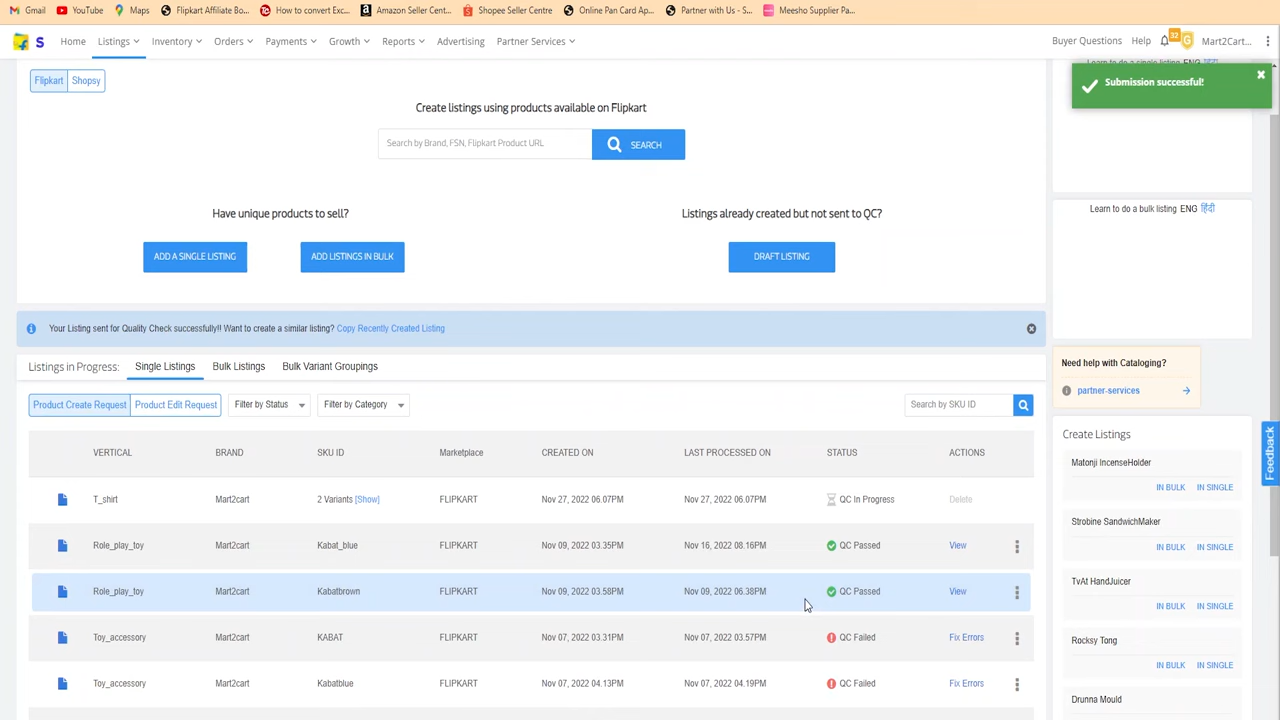 Gmail YouTube Maps Flipkart Affiliate Bo... How to convert Exc... Amazon Seller Cent... Shopee Seller Centre Online Pan Card Ap... Partner with Us - S... Meesho Supplier Pa...
S Home Listings Inventory Orders Payments Growth Reports Advertising Partner Services Buyer Questions Help 32 G Mart2Cart...
Learn to do a single listing ENG हिंदी
Submission successful!
Flipkart Shopsy
Create listings using products available on Flipkart
Search by Brand, FSN, Flipkart Product URL SEARCH
Have unique products to sell? Listings already created but not sent to QC? Learn to do a bulk listing ENG हिंदी
ADD A SINGLE LISTING ADD LISTINGS IN BULK DRAFT LISTING
Your Listing sent for Quality Check successfully!! Want to create a similar listing? Copy Recently Created Listing
Listings in Progress: Single Listings Bulk Listings Bulk Variant Groupings
Need help with Cataloging?
partner-services
Product Create Request Product Edit Request Filter by Status Filter by Category Search by SKU ID
VERTICAL BRAND SKU ID Marketplace CREATED ON LAST PROCESSED ON STATUS ACTIONS
T_shirt Mart2cart 2 Variants [Show] FLIPKART Nov 27, 2022 06.07PM Nov 27, 2022 06.07PM QC In Progress Delete
Role_play_toy Mart2cart Kabat_blue FLIPKART Nov 09, 2022 03.35PM Nov 16, 2022 08.16PM QC Passed View
Role_play_toy Mart2cart Kabatbrown FLIPKART Nov 09, 2022 03.58PM Nov 09, 2022 06.38PM QC Passed View
Toy_accessory Mart2cart KABAT FLIPKART Nov 07, 2022 03.31PM Nov 07, 2022 03.57PM QC Failed Fix Errors
Toy_accessory Mart2cart Kabatblue FLIPKART Nov 07, 2022 04.13PM Nov 07, 2022 04.19PM QC Failed Fix Errors
Create Listings
Matonji IncenseHolder
IN BULK IN SINGLE
Strobine SandwichMaker
IN BULK IN SINGLE
TvAt HandJuicer
IN BULK IN SINGLE
Rocksy Tong
IN BULK IN SINGLE
Drunna Mould
Feedback